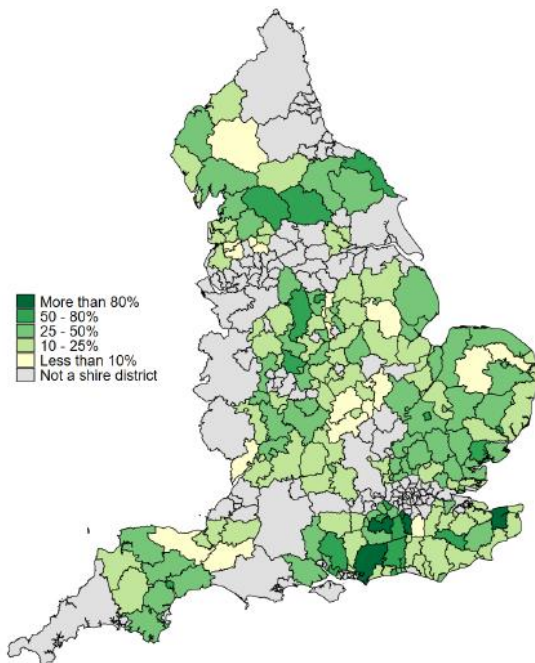 More than 80%
50 - 80%
25 - 50%
10 - 25%
Less than 10%
Not a shire district